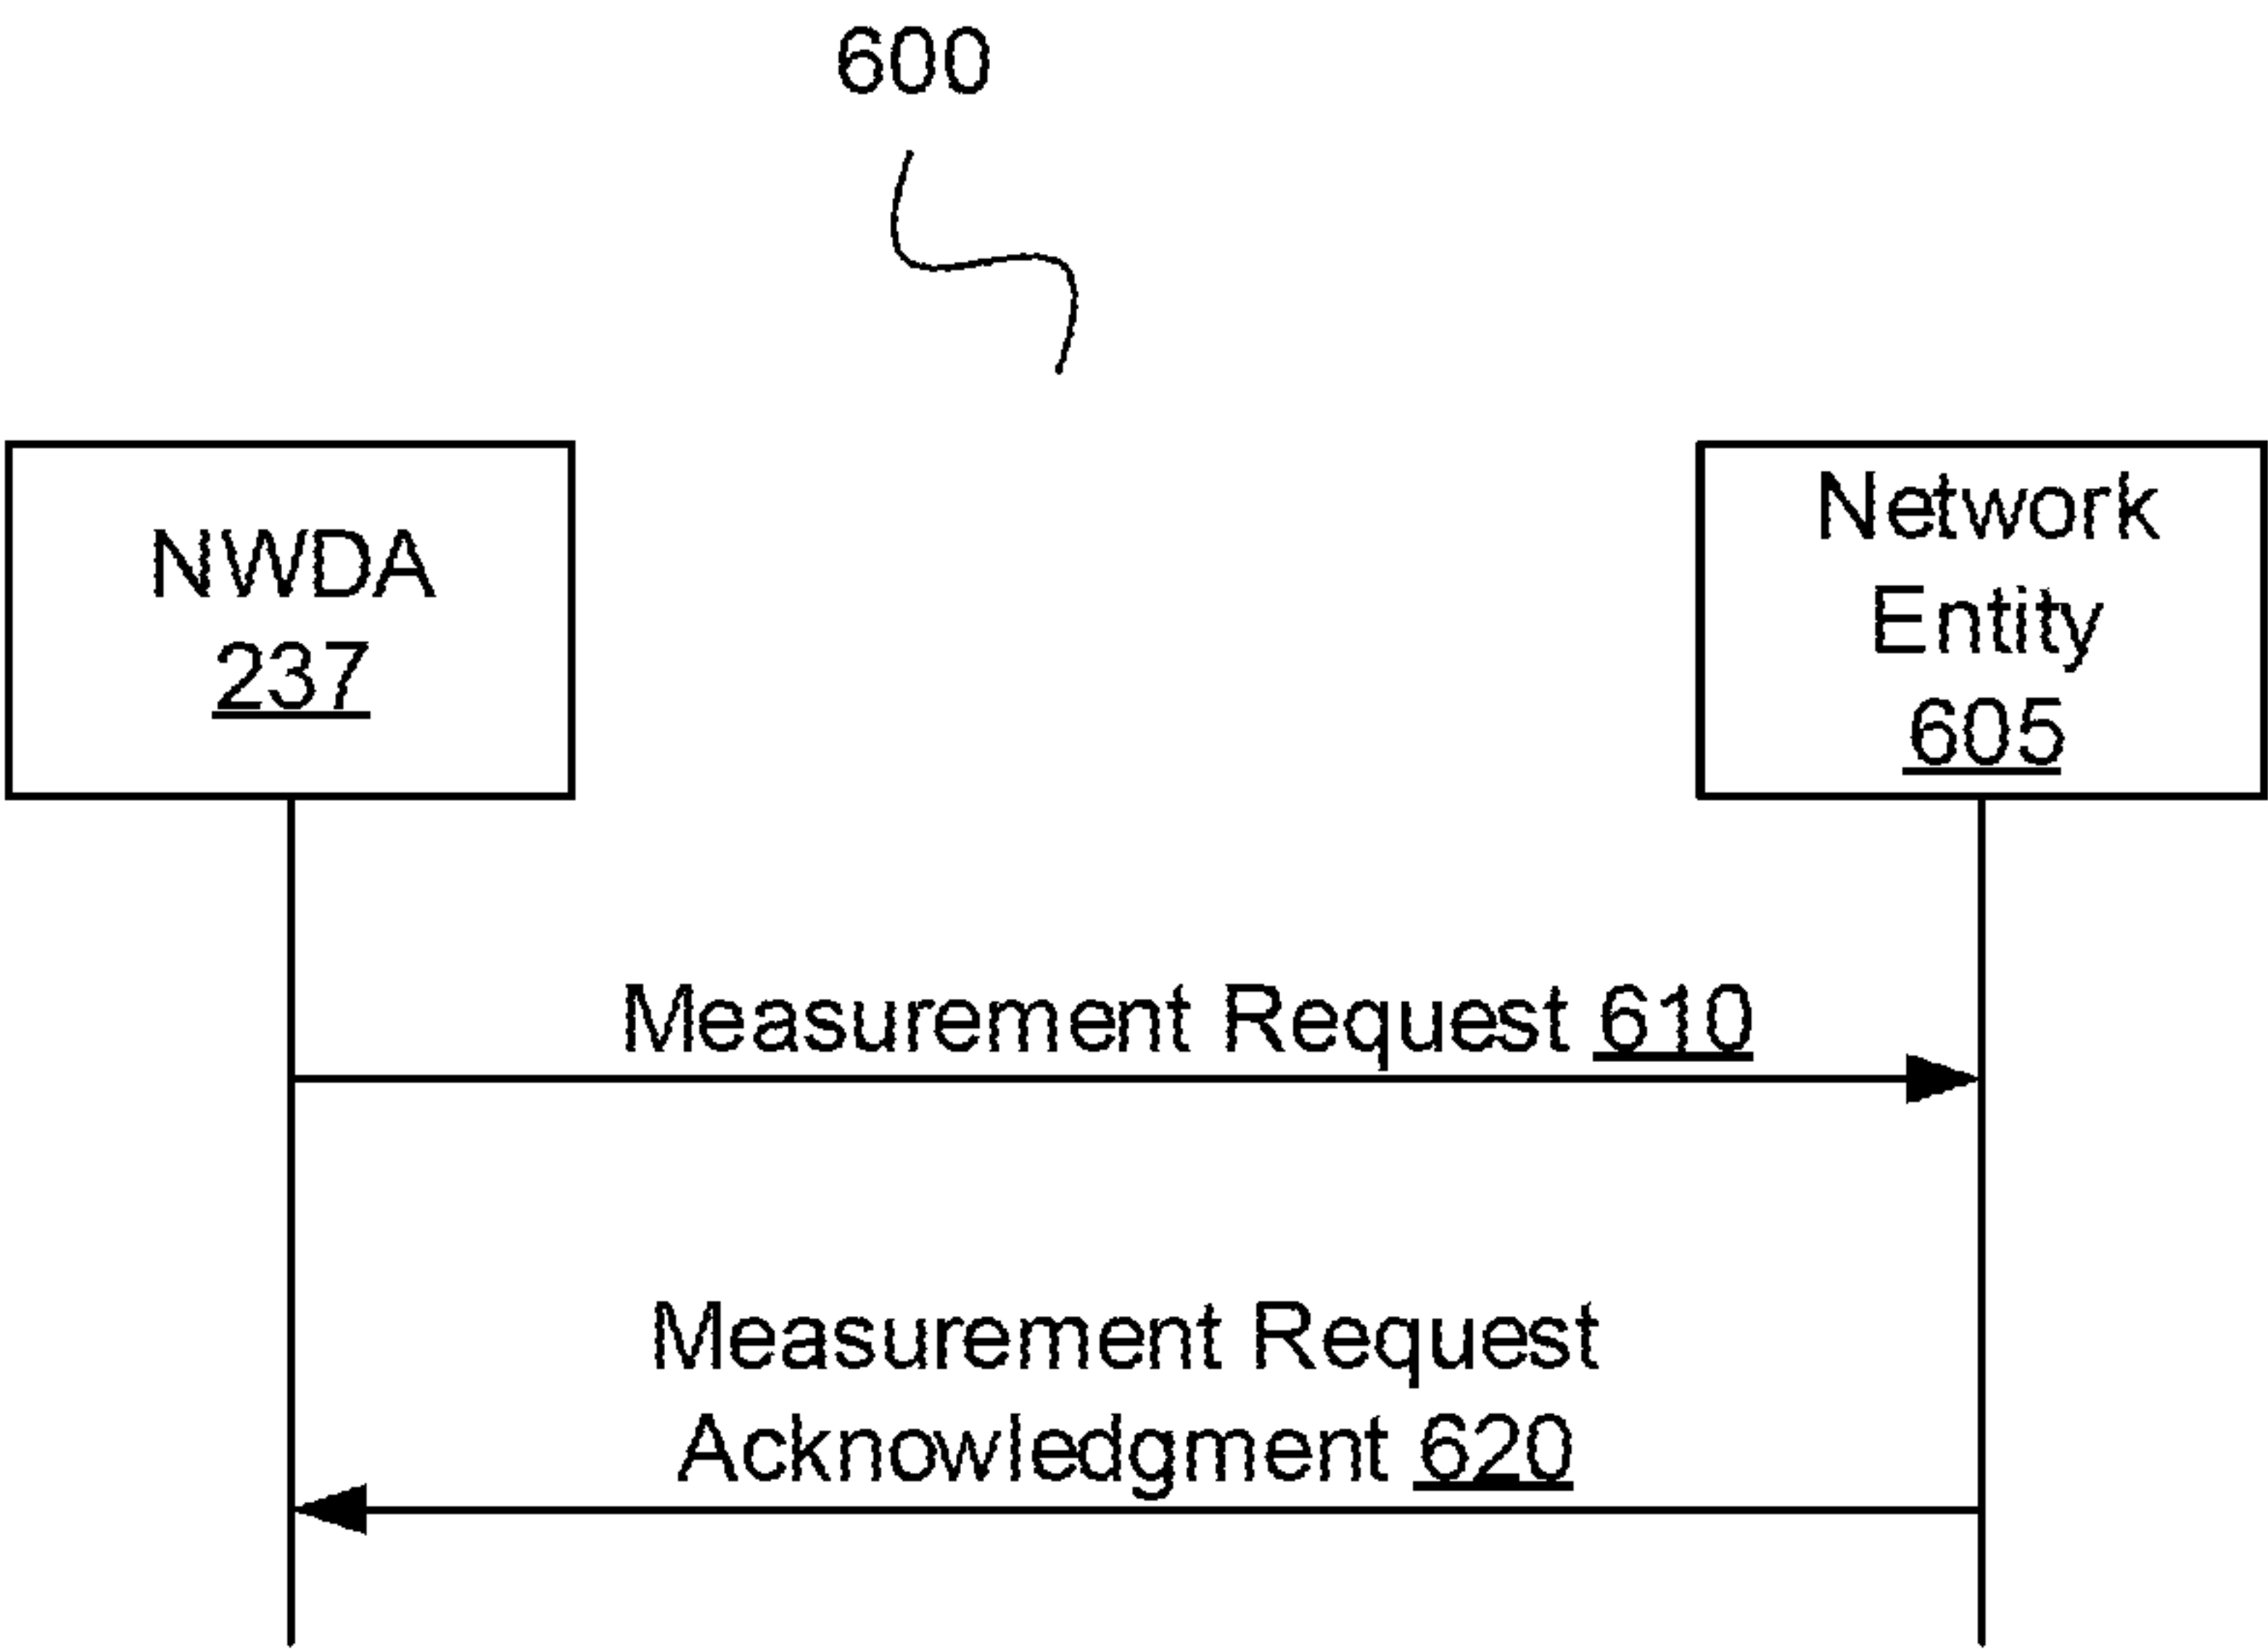 600
NWDA
237
Network
Entity
605
Measurement Request 610
Measurement Request
Acknowledgment 620